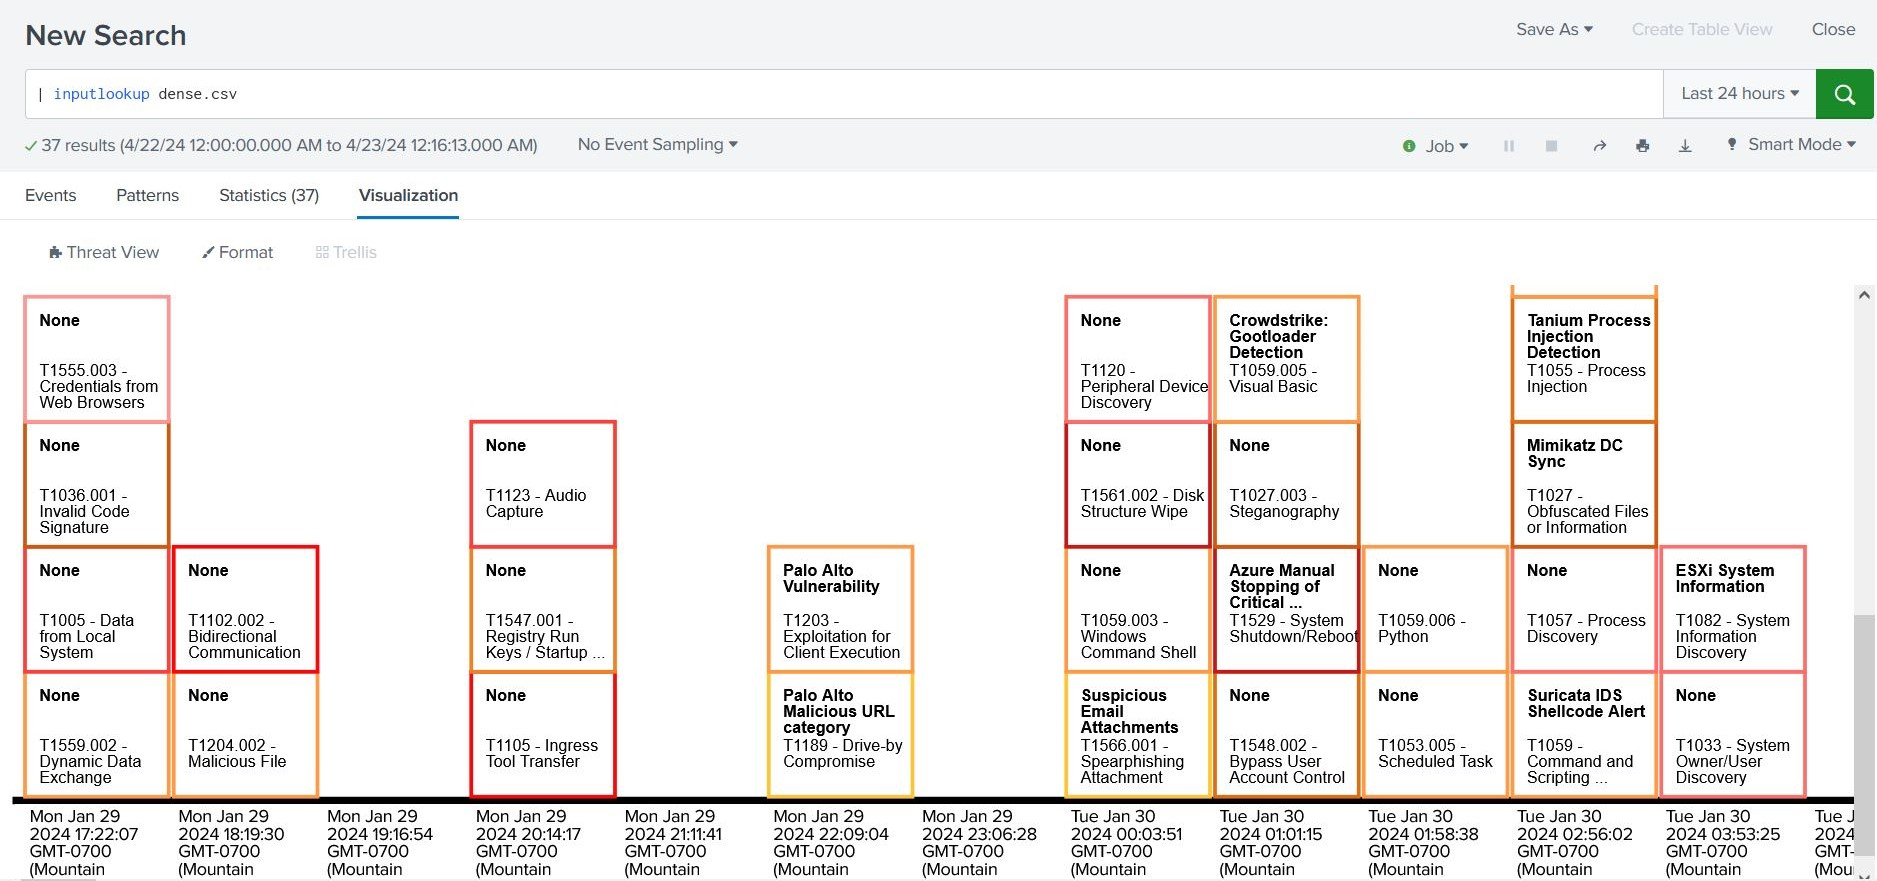 New Search
Save As
Create Table View
Close
| inputlookup dense.csv
Last 24 hours
37 results (4/22/24 12:00:00.000 AM to 4/23/24 12:16:13.000 AM)
No Event Sampling
Job
Smart Mode
Events
Patterns
Statistics (37)
Visualization
Threat View
Format
Trellis
None
T1555.003 -
Credentials from
Web Browsers
None
T1036.001 -
Invalid Code
Signature
None
T1005 - Data
from Local
System
None
T1559.002 -
Dynamic Data
Exchange
None
T1102.002 -
Bidirectional
Communication
None
T1204.002 -
Malicious File
None
T1123 - Audio
Capture
None
T1547.001 -
Registry Run
Keys / Startup ...
None
T1105 - Ingress
Tool Transfer
Palo Alto
Vulnerability
T1203 -
Exploitation for
Client Execution
Palo Alto
Malicious URL
category
T1189 - Drive-by
Compromise
None
T1120 -
Peripheral Device
Discovery
None
T1561.002 - Disk
Structure Wipe
None
T1059.003 -
Windows
Command Shell
Suspicious
Email
Attachments
T1566.001 -
Spearphishing
Attachment
Crowdstrike:
Gootloader
Detection
T1059.005 -
Visual Basic
None
T1027.003 -
Steganography
Azure Manual
Stopping of
Critical ...
T1529 - System
Shutdown/Reboot
None
T1548.002 -
Bypass User
Account Control
None
T1059.006 -
Python
None
T1053.005 -
Scheduled Task
Tanium Process
Injection
Detection
T1055 - Process
Injection
Mimikatz DC
Sync
T1027 -
Obfuscated Files
or Information
None
T1057 - Process
Discovery
Suricata IDS
Shellcode Alert
T1059 -
Command and
Scripting ...
ESXi System
Information
T1082 - System
Information
Discovery
None
T1033 - System
Owner/User
Discovery
Mon Jan 29
2024 17:22:07
GMT-0700
(Mountain
Mon Jan 29
2024 18:19:30
GMT-0700
(Mountain
Mon Jan 29
2024 19:16:54
GMT-0700
(Mountain
Mon Jan 29
2024 20:14:17
GMT-0700
(Mountain
Mon Jan 29
2024 21:11:41
GMT-0700
(Mountain
Mon Jan 29
2024 22:09:04
GMT-0700
(Mountain
Mon Jan 29
2024 23:06:28
GMT-0700
(Mountain
Tue Jan 30
2024 00:03:51
GMT-0700
(Mountain
Tue Jan 30
2024 01:01:15
GMT-0700
(Mountain
Tue Jan 30
2024 01:58:38
GMT-0700
(Mountain
Tue Jan 30
2024 02:56:02
GMT-0700
(Mountain
Tue Jan 30
2024 03:53:25
GMT-0700
(Mountain
Tue J
2024
GMT-
(Mou